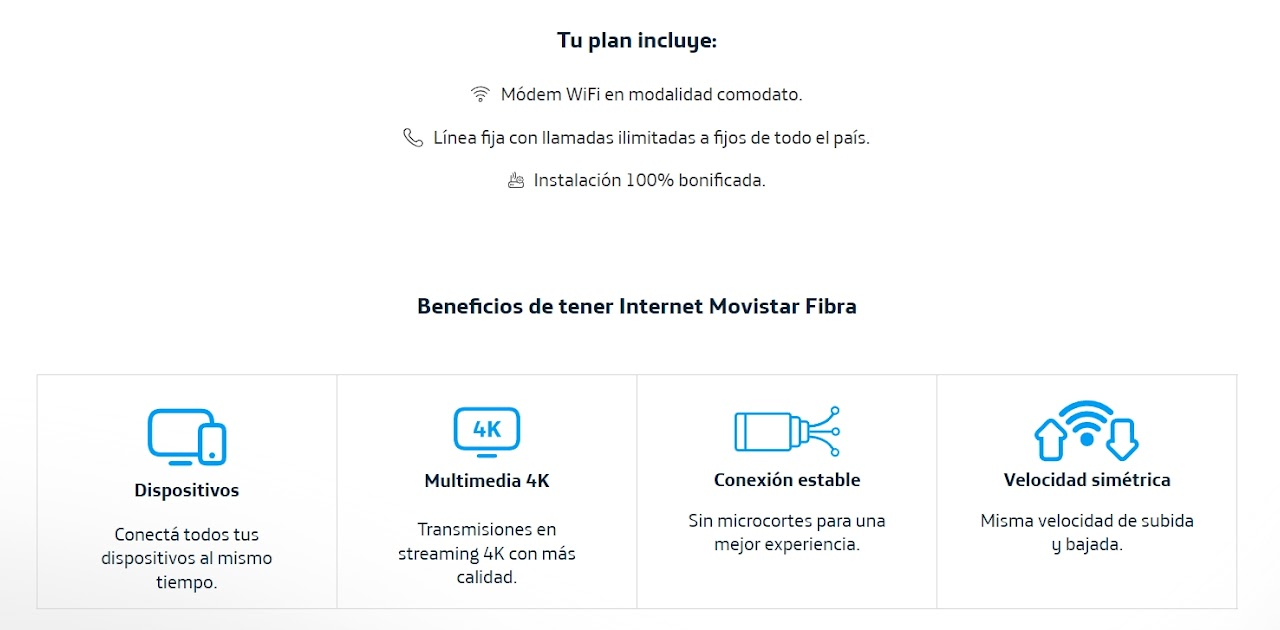 Tu plan incluye:
Módem WiFi en modalidad comodato.
Línea fija con llamadas ilimitadas a fijos de todo el país.
Instalación 100% bonificada.
Beneficios de tener Internet Movistar Fibra
Dispositivos
Conectá todos tus
dispositivos al mismo
tiempo.
4K
Multimedia 4K
Transmisiones en
streaming 4K con más
calidad.
Conexión estable
Sin microcortes para una
mejor experiencia.
Velocidad simétrica
Misma velocidad de subida
y bajada.